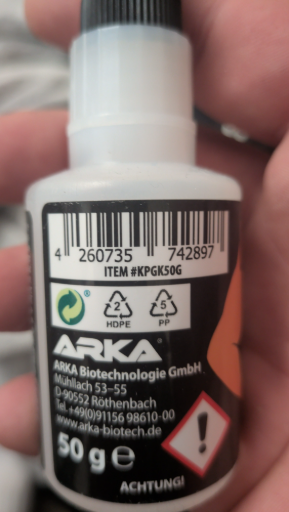 4 260735 742897
ITEM #KPGK50G
®
2
HDPE
5
PP
ARKA®
ARKA Biotechnologie GmbH
Mühllach 53-55
D-90552 Röthenbach
Tel. +49(0)91156 98610-00
www.arka-biotech.de
50 g ℮
ACHTUNG!